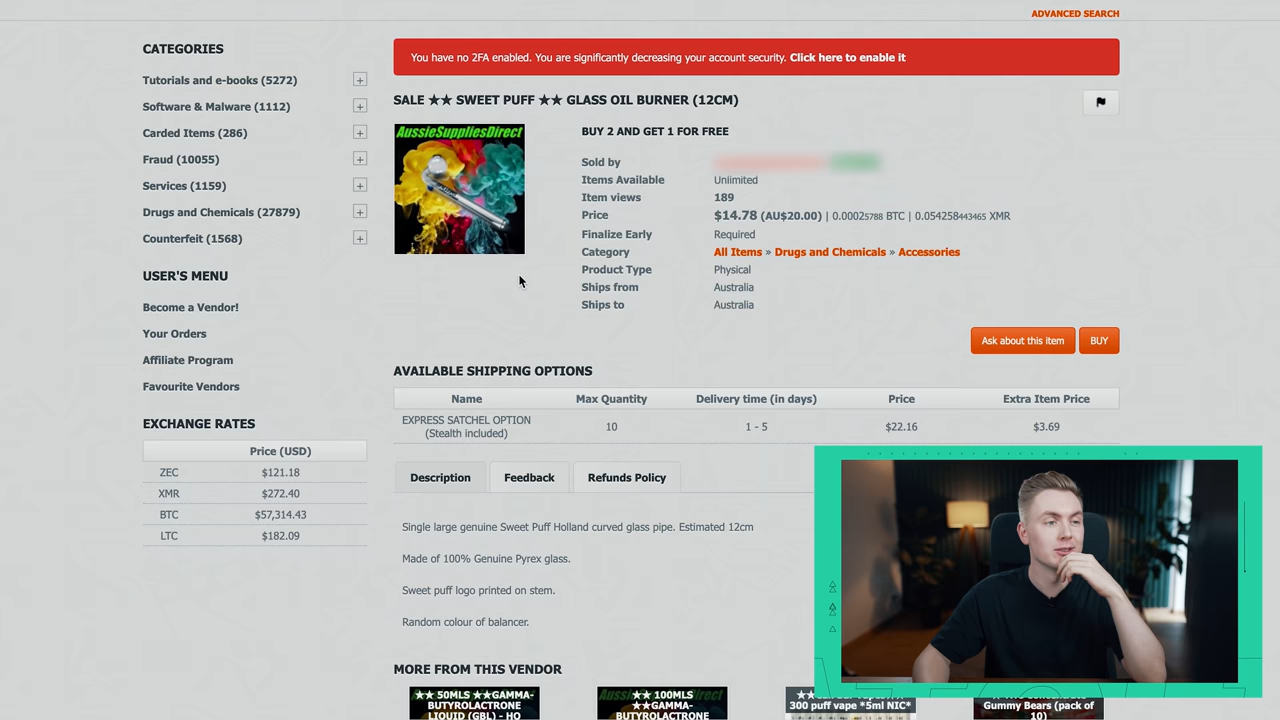 ADVANCED SEARCH
CATEGORIES
Tutorials and e-books (5272)
Software & Malware (1112)
Carded Items (286)
Fraud (10055)
Services (1159)
Drugs and Chemicals (27879)
Counterfeit (1568)
USER'S MENU
Become a Vendor!
Your Orders
Affiliate Program
Favourite Vendors
EXCHANGE RATES
Price (USD)
ZEC $121.18
XMR $272.40
BTC $57,314.43
LTC $182.09
You have no 2FA enabled. You are significantly decreasing your account security. Click here to enable it
SALE ★★ SWEET PUFF ★★ GLASS OIL BURNER (12CM)
AussieSuppliesDirect
BUY 2 AND GET 1 FOR FREE
Sold by
Items Available Unlimited
Item views 189
Price $14.78 (AU$20.00) | 0.00025788 BTC | 0.054258443465 XMR
Finalize Early Required
Category All Items » Drugs and Chemicals » Accessories
Product Type Physical
Ships from Australia
Ships to Australia
Ask about this item BUY
AVAILABLE SHIPPING OPTIONS
Name Max Quantity Delivery time (in days) Price Extra Item Price
EXPRESS SATCHEL OPTION
(Stealth included) 10 1 - 5 $22.16 $3.69
Description Feedback Refunds Policy
Single large genuine Sweet Puff Holland curved glass pipe. Estimated 12cm
Made of 100% Genuine Pyrex glass.
Sweet puff logo printed on stem.
Random colour of balancer.
MORE FROM THIS VENDOR
★★ 50MLS ★★GAMMA-
BUTYROLACTRONE
LIQUID (GBL) - HO
★★ 100MLS
★★GAMMA-
BUTYROLACTRONE
300 puff vape *5ml NIC*
Gummy Bears (pack of
10)